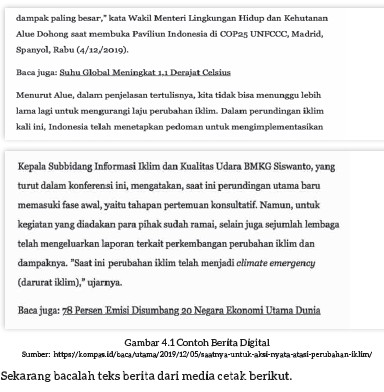 dampak paling besar," kata Wakil Menteri Lingkungan Hidup dan Kehutanan
Alue Dohong saat membuka Paviliun Indonesia di COP25 UNFCCC, Madrid,
Spanyol, Rabu (4/12/2019).
Baca juga: Suhu Global Meningkat 1.1 Derajat Celsius
Menurut Alue, dalam penjelasan tertulisnya, kita tidak bisa menunggu lebih
lama lagi untuk mengurangi laju perubahan iklim. Dalam perundingan iklim
kali ini, Indonesia telah menetapkan pedoman untuk mengimplementasikan
Kepala Subbidang Informasi Iklim dan Kualitas Udara BMKG Siswanto, yang
turut dalam konferensi ini, mengatakan, saat ini perundingan utama baru
memasuki fase awal, yaitu tahapan pertemuan konsultatif. Namun, untuk
kegiatan yang diadakan para pihak sudah ramai, selain juga sejumlah lembaga
telah mengeluarkan laporan terkait perkembangan perubahan iklim dan
dampaknya. "Saat ini perubahan iklim telah menjadi climate emergency
(darurat iklim)," ujarnya.
Baca juga: 78 Persen Emisi Disumbang 20 Negara Ekonomi Utama Dunia
Gambar 4.1 Contoh Berita Digital
Sumber: https://kompas.id/baca/utama/2019/12/05/saatnya-untuk-aksi-nyata-atasi-perubahan-iklim/
Sekarang bacalah teks berita dari media cetak berikut.